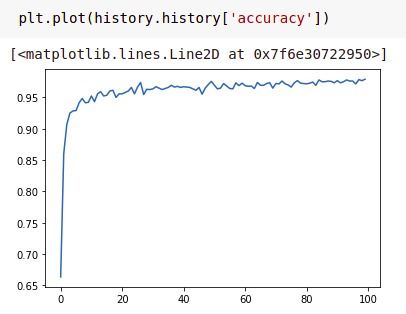 plt.plot(history.history['accuracy'])
[<matplotlib.lines.Line2D at 0x7f6e30722950>]
0.95
0.90
0.85
0.80
0.75
0.70
0.65
0 20 40 60 80 100